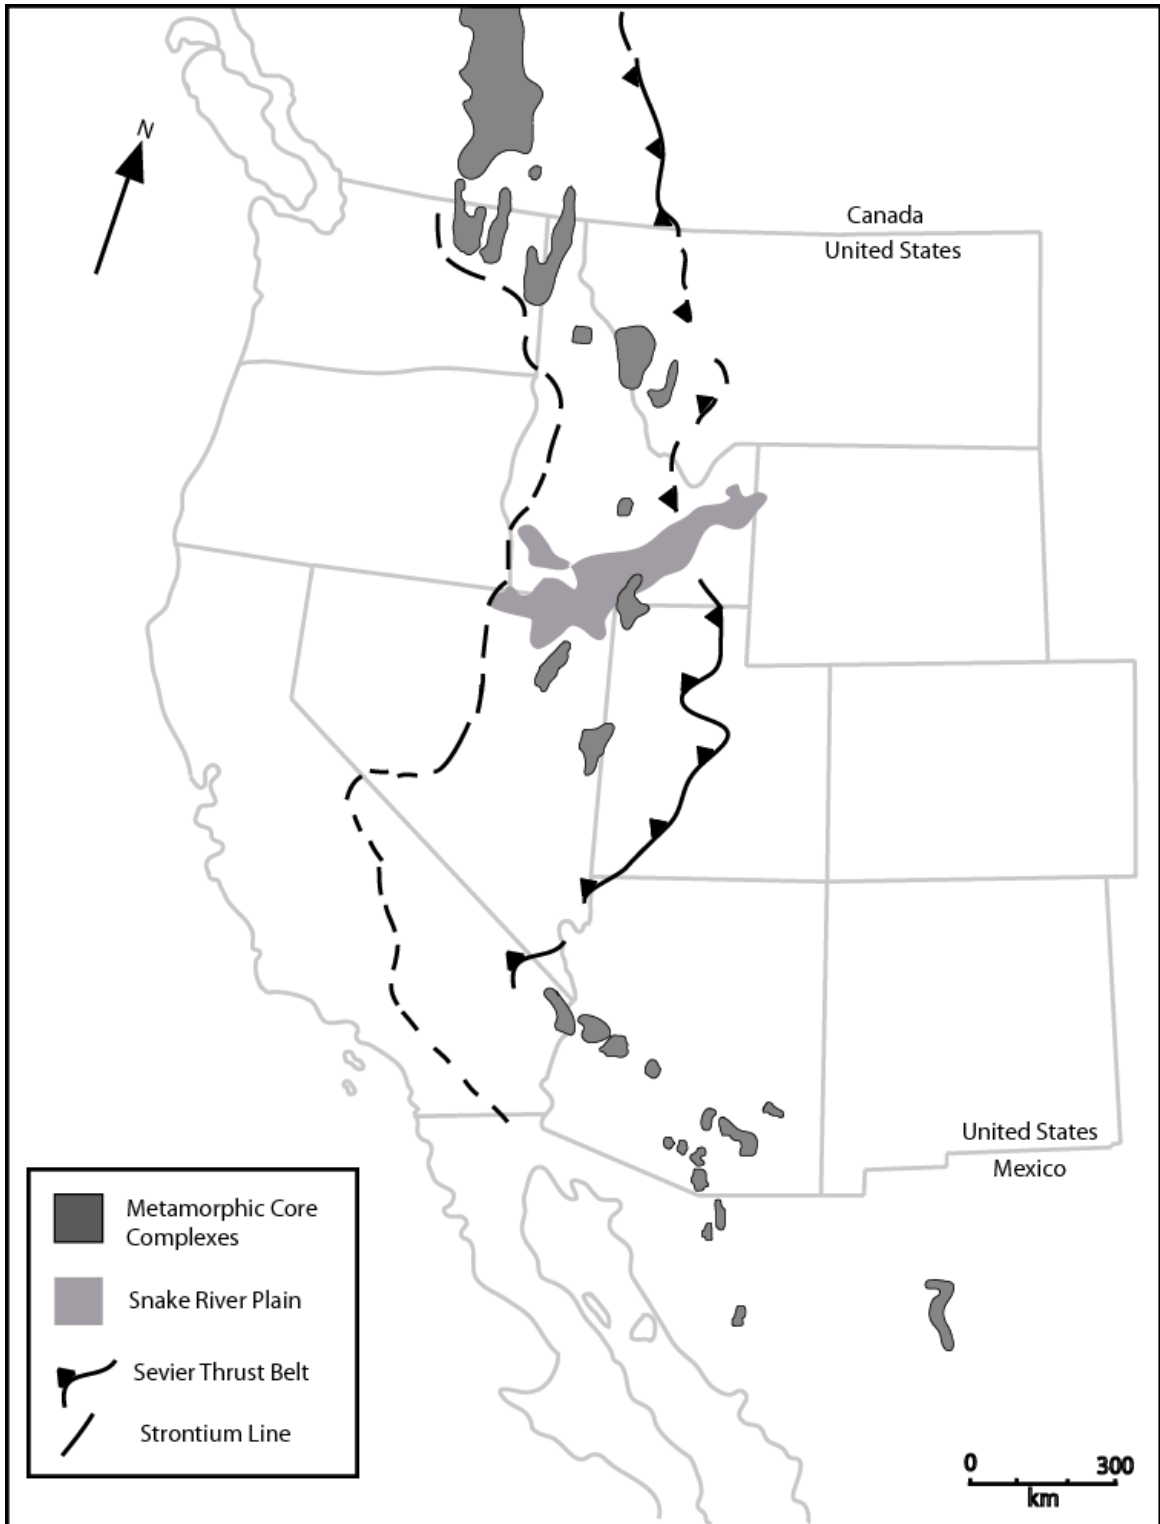 N
Canada
United States
United States
Mexico
Metamorphic Core
Complexes
Snake River Plain
Sevier Thrust Belt
Strontium Line
0 300
km